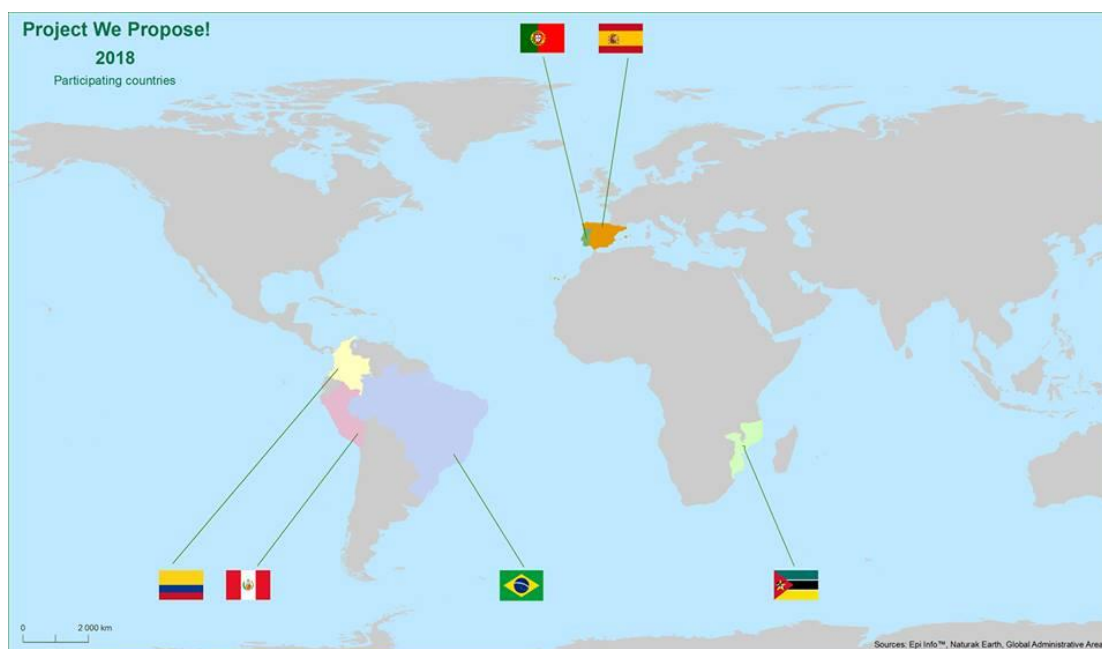 Project We Propose!
2018
Participating countries
0
2 000 km
Sources: Epi Info™, Naturak Earth, Global Administrative Area